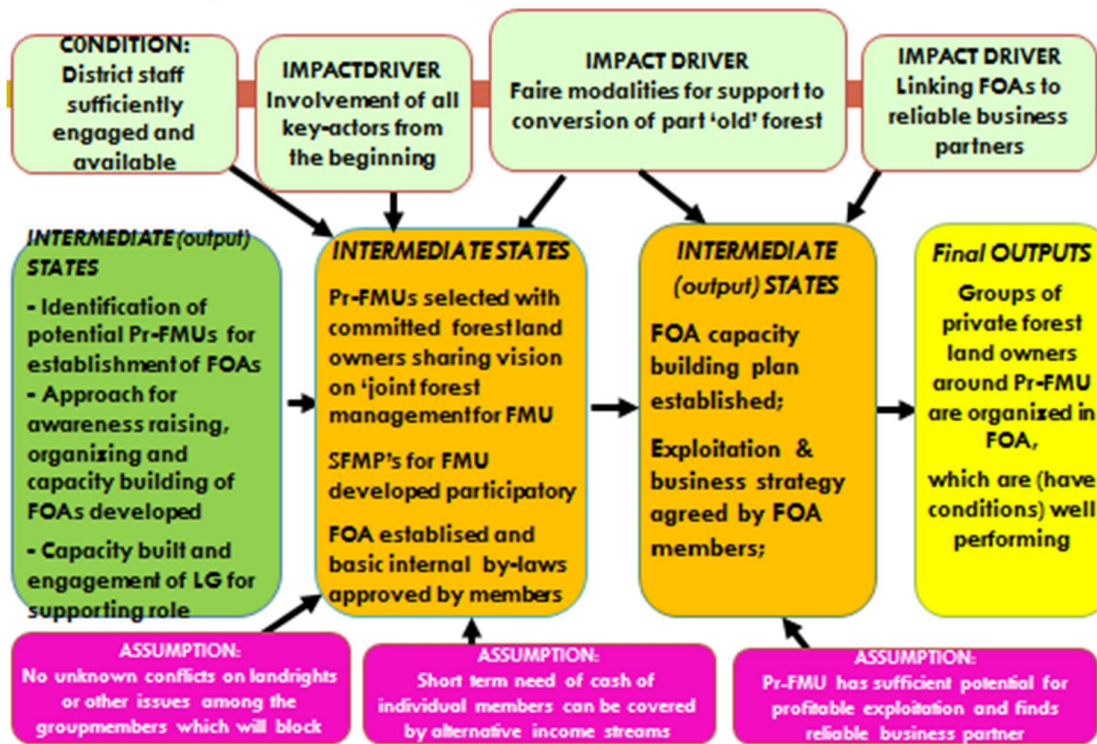 CONDITION:
District staff
sufficiently
engaged and
available
IMPACTDRIVER
Involvement of all
key-actors from
the beginning
IMPACT DRIVER
Faire modalities for support to
conversion of part 'old' forest
IMPACT DRIVER
Linking FOAs to
reliable business
partners
INTERMEDIATE (output)
STATES
- Identification of
potential Pr-FMUs for
establishment of FOAs
- Approach for
awareness raising,
organizing and
capacity building of
FOAs developed
- Capacity built and
engagement of LG for
supporting role
INTERMEDIATE STATES
Pr-FMUs selected with
committed forest land
owners sharing vision
on 'joint forest
management for FMU
SFMP's for FMU
developed participatory
FOA establised and
basic internal by-laws
approved by members
INTERMEDIATE
(output) STATES
FOA capacity
building plan
established;
Exploitation &
business strategy
agreed by FOA
members;
Final OUTPUTS
Groups of
private forest
land owners
around Pr-FMU
are organized in
FOA,
which are (have
conditions) well
performing
ASSUMPTION:
No unknown conflicts on landrights
or other issues among the
groupmembers which will block
ASSUMPTION:
Short term need of cash of
individual members can be covered
by alternative income streams
ASSUMPTION:
Pr-FMU has sufficient potential for
profitable exploitation and finds
reliable business partner